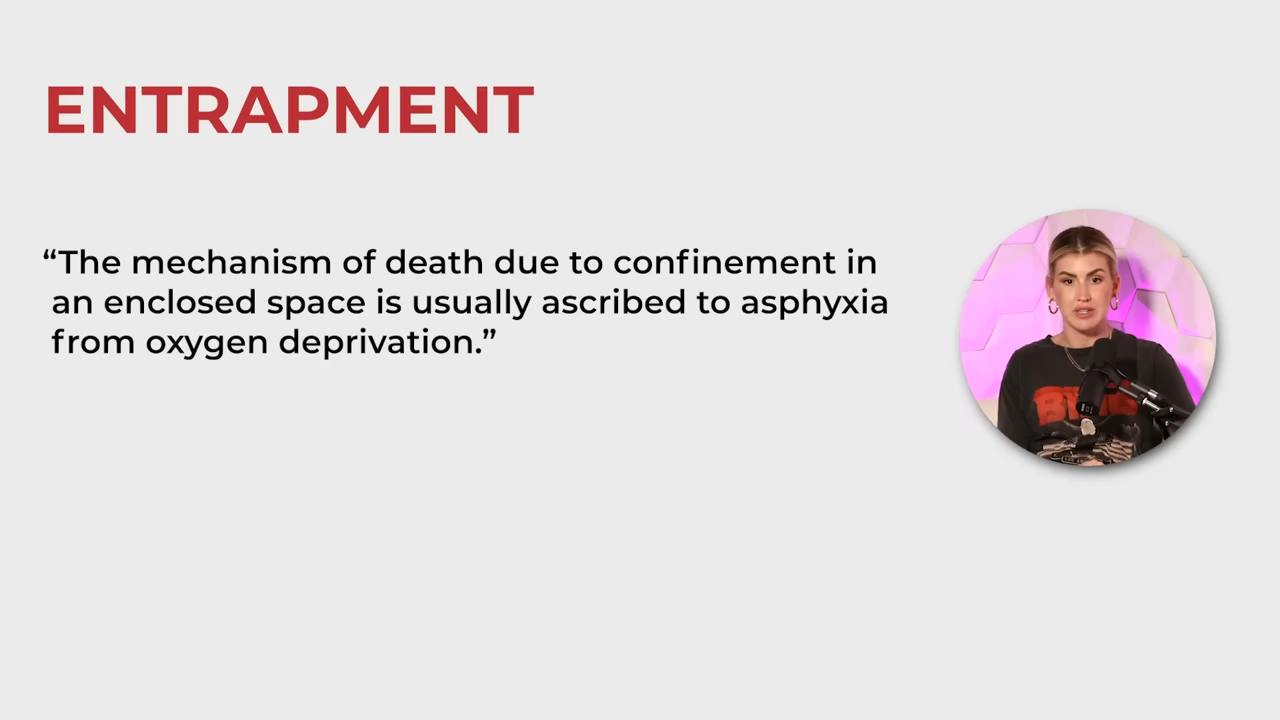 ENTRAPMENT
“The mechanism of death due to confinement in
an enclosed space is usually ascribed to asphyxia
from oxygen deprivation.”